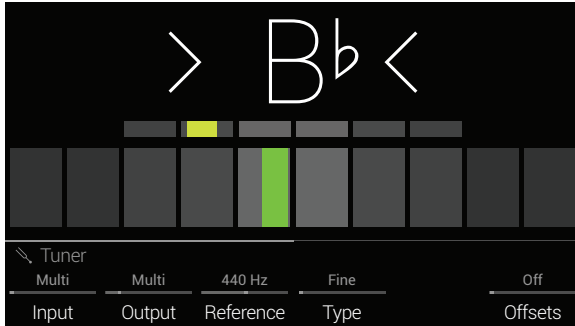 > B♭ <
Tuner
Multi Multi 440 Hz Fine Off
Input Output Reference Type Offsets